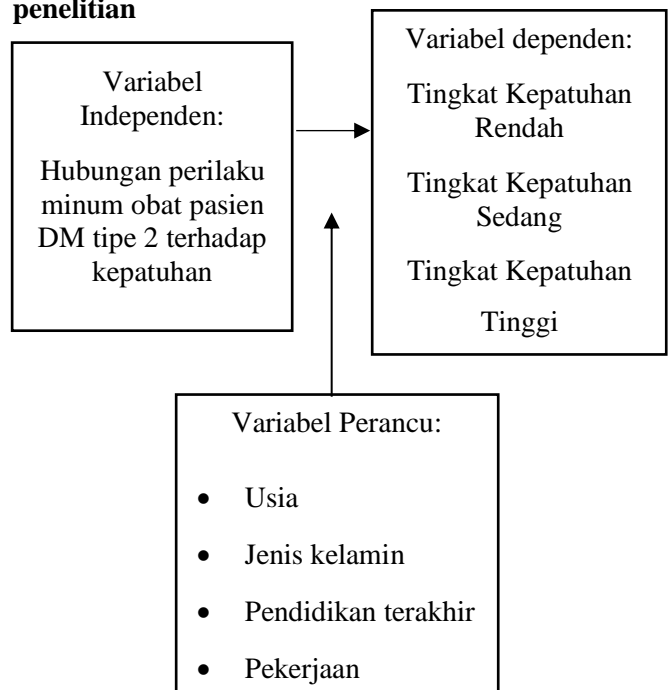 penelitian
Variabel
Independen:
Hubungan perilaku
minum obat pasien
DM tipe 2 terhadap
kepatuhan
Variabel dependen:
Tingkat Kepatuhan
Rendah
Tingkat Kepatuhan
Sedang
Tingkat Kepatuhan
Tinggi
Variabel Perancu:
• Usia
• Jenis kelamin
• Pendidikan terakhir
• Pekerjaan